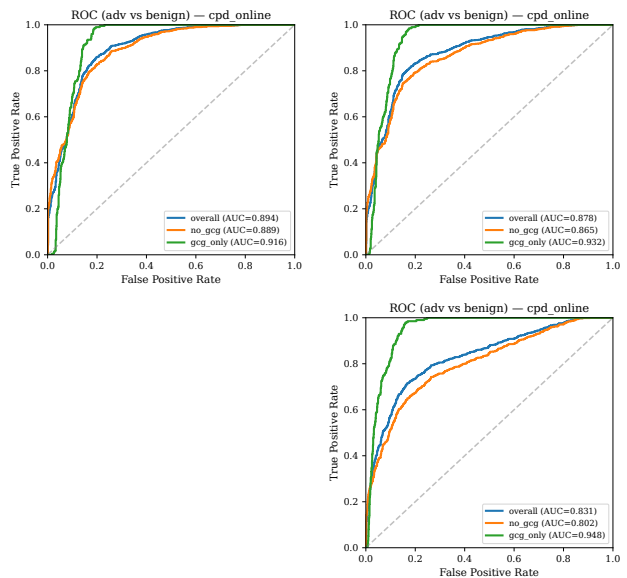 ROC (adv vs benign) — cpd_online
True Positive Rate
1.0
0.8
0.6
0.4
0.2
0.0
overall (AUC=0.894)
no_gcg (AUC=0.889)
gcg_only (AUC=0.916)
0.0 0.2 0.4 0.6 0.8 1.0
False Positive Rate
ROC (adv vs benign) — cpd_online
True Positive Rate
1.0
0.8
0.6
0.4
0.2
0.0
overall (AUC=0.878)
no_gcg (AUC=0.865)
gcg_only (AUC=0.932)
0.0 0.2 0.4 0.6 0.8 1.0
False Positive Rate
ROC (adv vs benign) — cpd_online
True Positive Rate
1.0
0.8
0.6
0.4
0.2
0.0
overall (AUC=0.831)
no_gcg (AUC=0.802)
gcg_only (AUC=0.948)
0.0 0.2 0.4 0.6 0.8 1.0
False Positive Rate